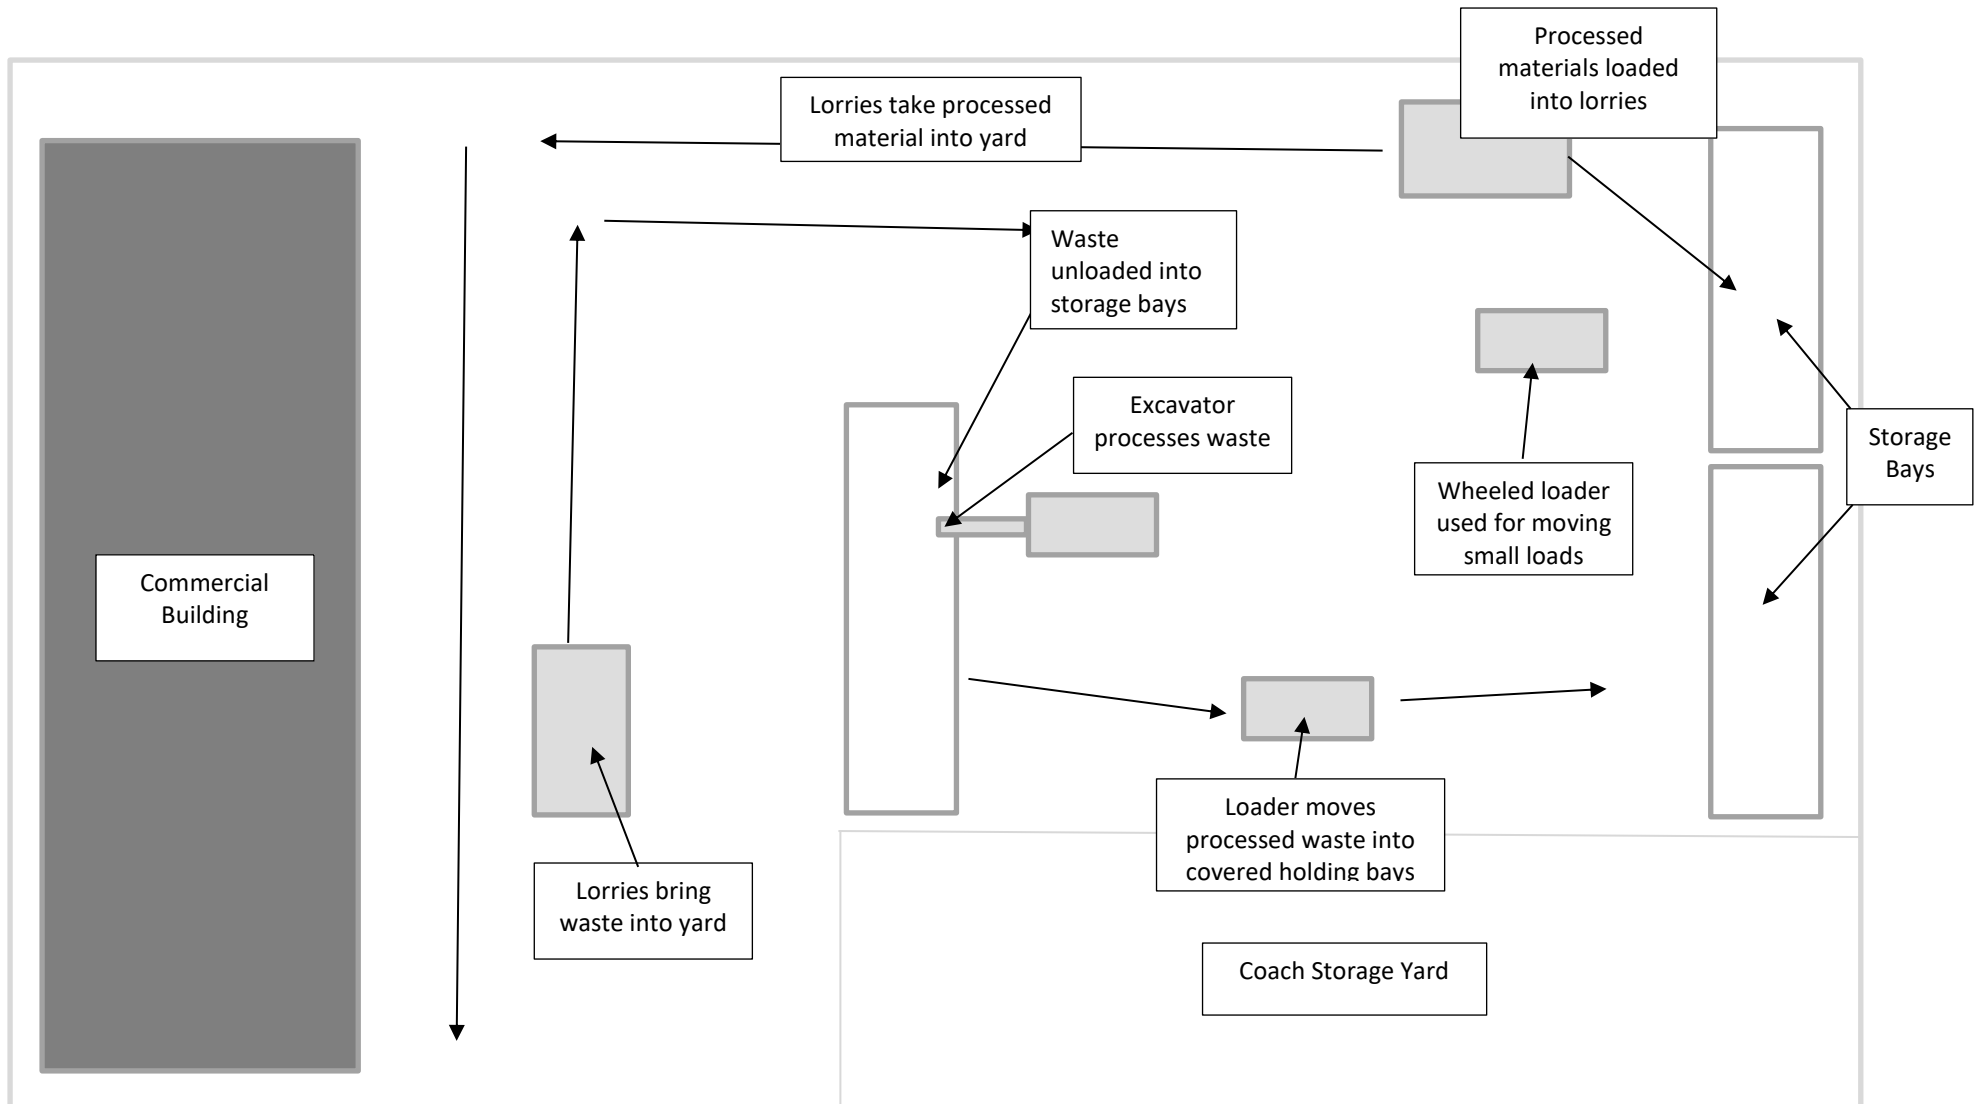 Processed
materials loaded
into lorries
Lorries take processed
material into yard
Waste
unloaded into
storage bays
Excavator
processes waste
Storage
Bays
Wheeled loader
used for moving
small loads
Commercial
Building
Loader moves
processed waste into
covered holding bays
Lorries bring
waste into yard
Coach Storage Yard